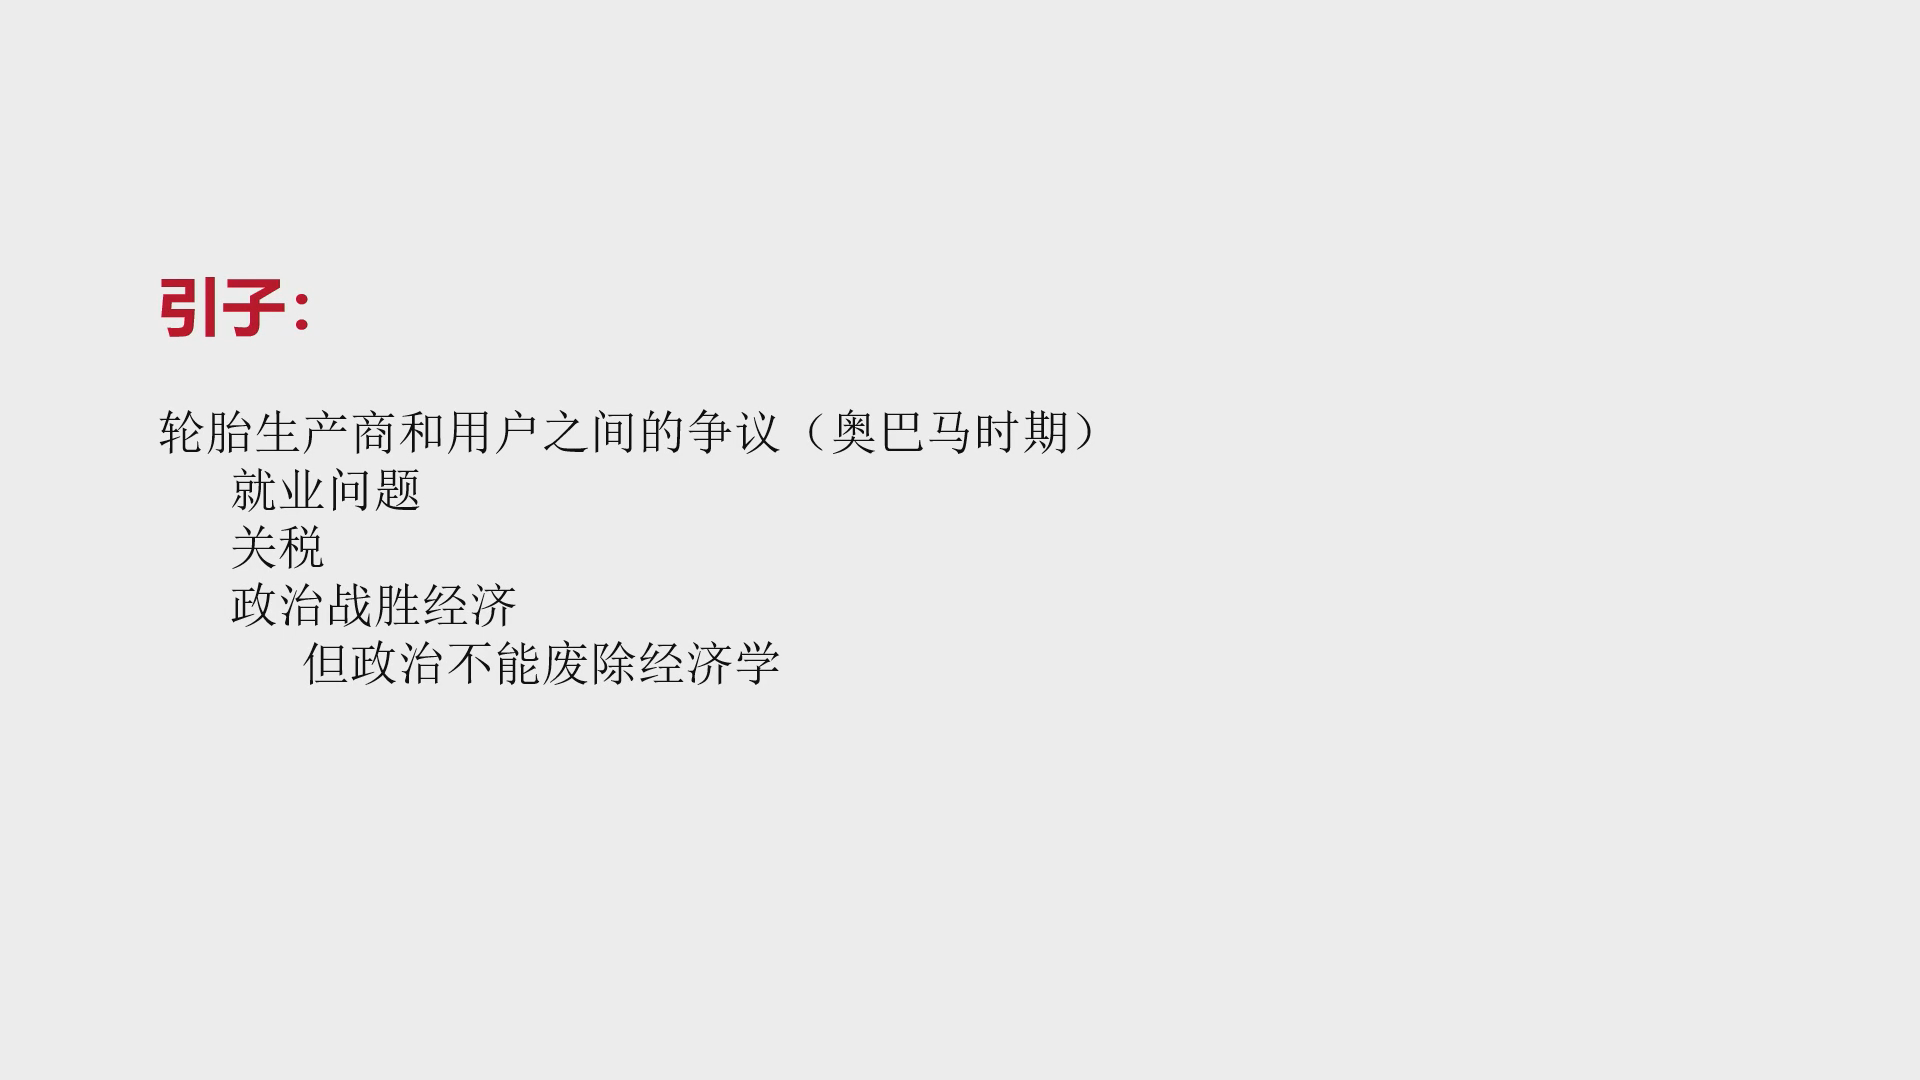 引子：
轮胎生产商和用户之间的争议（奥巴马时期）
就业问题
关税
政治战胜经济
但政治不能废除经济学